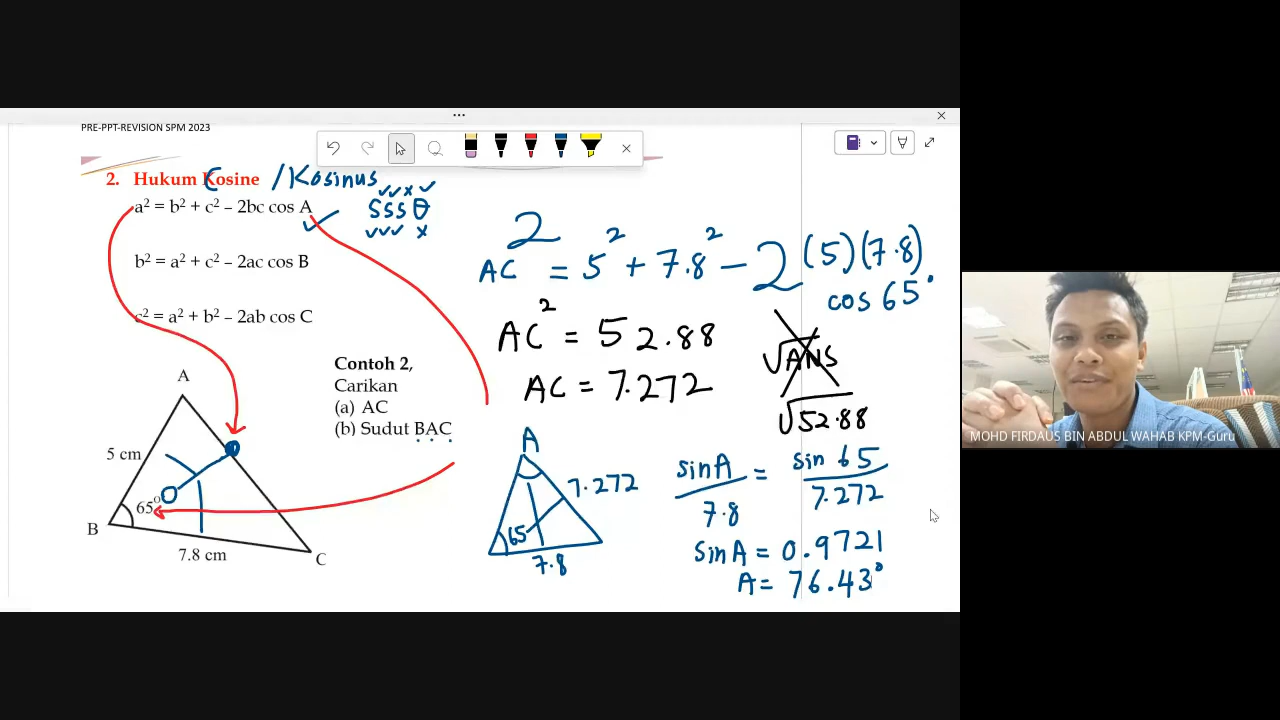 PRE-PPT-REVISION SPM 2023
2. Hukum Kosine / Kosinus
C
a² = b² + c² – 2bc cos A
✓✓×✓
SSSθ
✓✓✓ ×
b² = a² + c² – 2ac cos B
c² = a² + b² – 2ab cos C
Contoh 2,
Carikan
(a) AC
(b) Sudut BAC
A
5 cm
65°
B
7.8 cm
C
AC² = 5² + 7.8² – 2(5)(7.8)
cos 65°
AC² = 52.88
AC = 7.272
√ANS
√52.88
A
7.272
65
7.8
sin A / 7.8 = sin 65 / 7.272
sin A = 0.9721
A = 76.43°
MOHD FIRDAUS BIN ABDUL WAHAB KPM-Guru